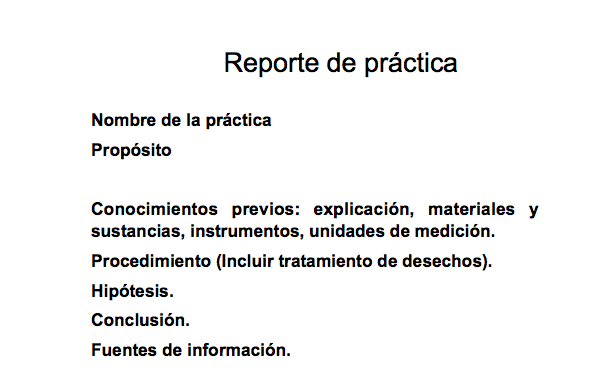 Reporte de práctica
Nombre de la práctica
Propósito
Conocimientos previos: explicación, materiales y
sustancias, instrumentos, unidades de medición.
Procedimiento (Incluir tratamiento de desechos).
Hipótesis.
Conclusión.
Fuentes de información.